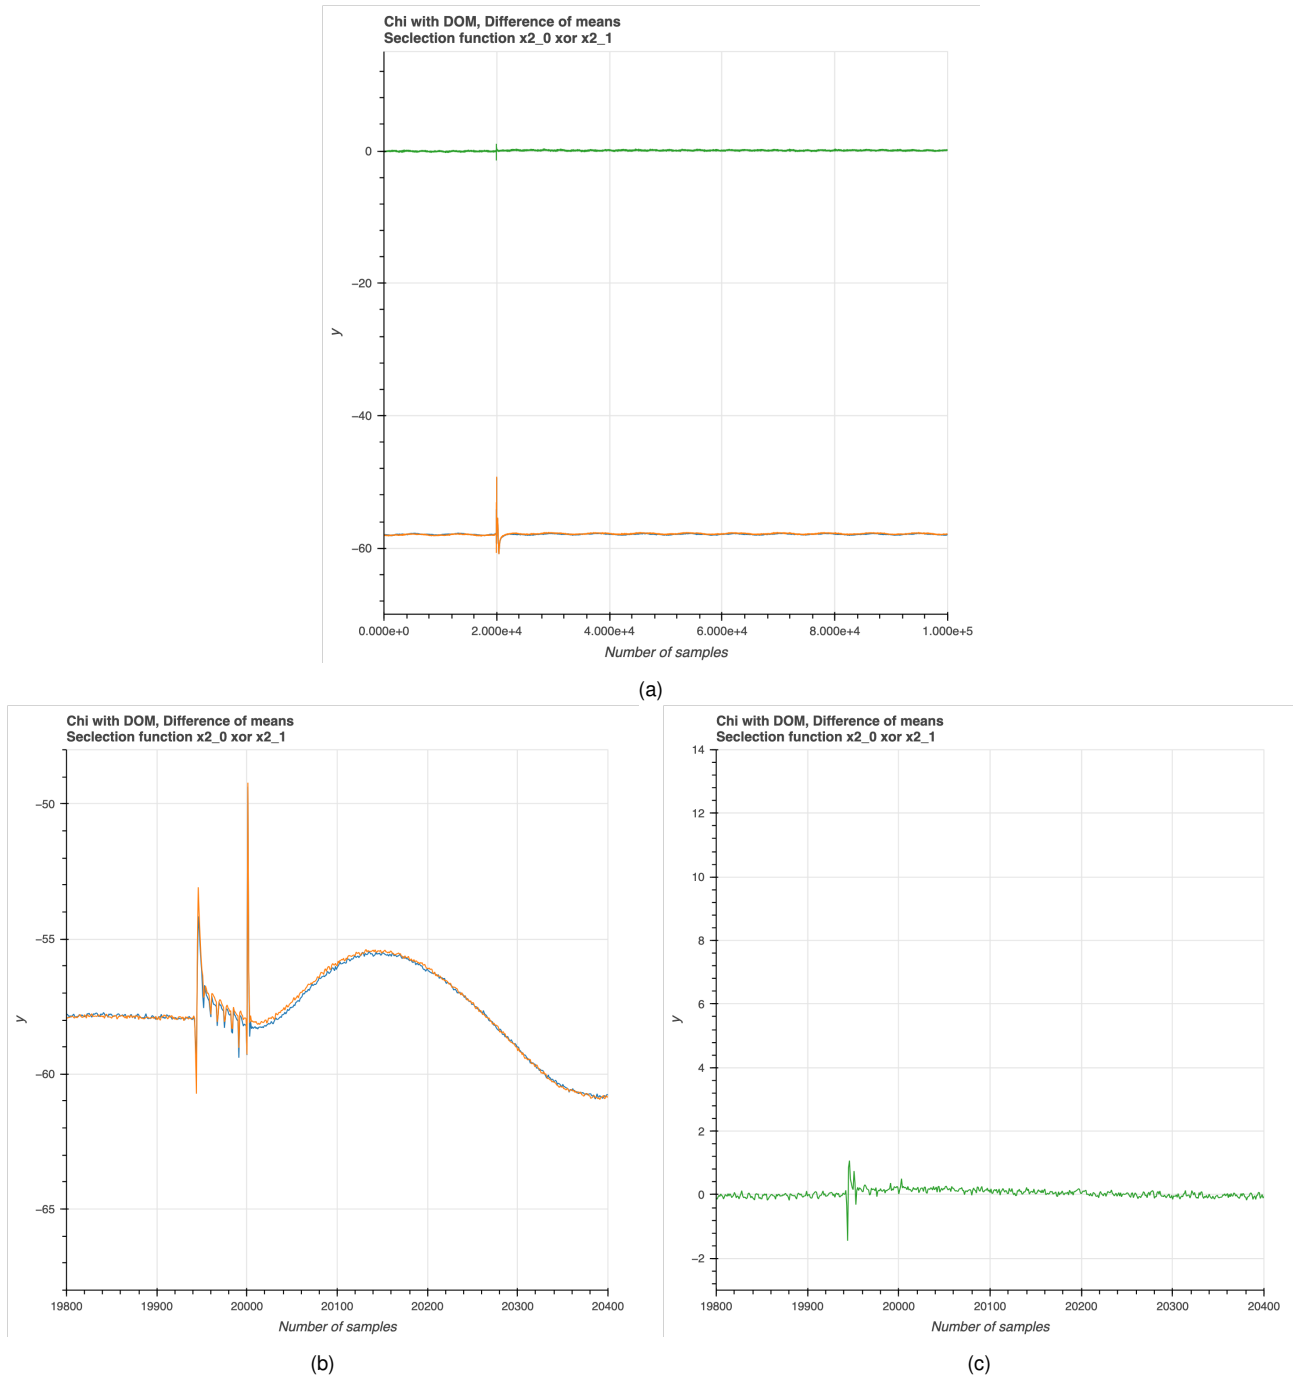 Chi with DOM, Difference of means
Seclection function x2_0 xor x2_1
0
−20
−40
−60
y
0.000e+0 2.000e+4 4.000e+4 6.000e+4 8.000e+4 1.000e+5
Number of samples
(a)
Chi with DOM, Difference of means
Seclection function x2_0 xor x2_1
−50
−55
−60
−65
y
19800 19900 20000 20100 20200 20300 20400
Number of samples
(b)
Chi with DOM, Difference of means
Seclection function x2_0 xor x2_1
14
12
10
8
6
4
2
0
−2
y
19800 19900 20000 20100 20200 20300 20400
Number of samples
(c)